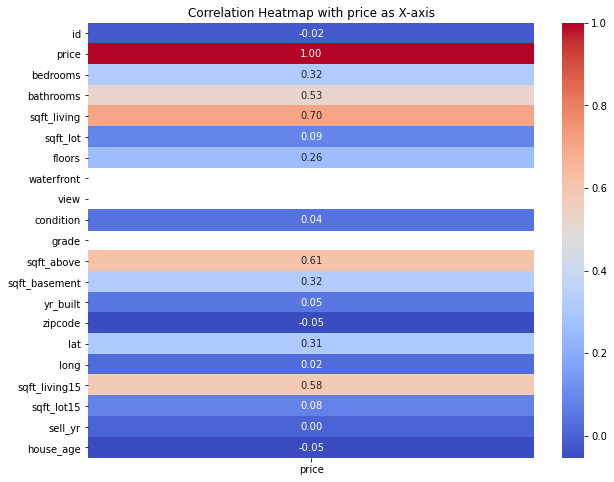 Correlation Heatmap with price as X-axis
id -0.02
price 1.00
bedrooms 0.32
bathrooms 0.53
sqft_living 0.70
sqft_lot 0.09
floors 0.26
waterfront
view
condition 0.04
grade
sqft_above 0.61
sqft_basement 0.32
yr_built 0.05
zipcode -0.05
lat 0.31
long 0.02
sqft_living15 0.58
sqft_lot15 0.08
sell_yr 0.00
house_age -0.05
price
1.0
0.8
0.6
0.4
0.2
0.0